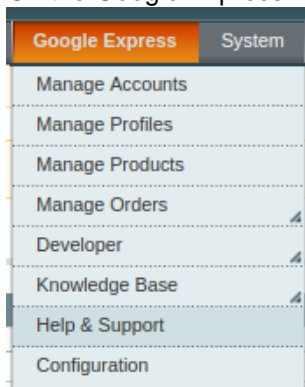 Google Express System
Manage Accounts
Manage Profiles
Manage Products
Manage Orders
Developer
Knowledge Base
Help & Support
Configuration